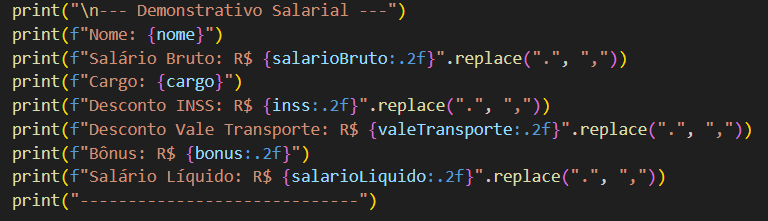 print("\n--- Demonstrativo Salarial ---")
print(f"Nome: {nome}")
print(f"Salário Bruto: R$ {salarioBruto:.2f}".replace(".", ","))
print(f"Cargo: {cargo}")
print(f"Desconto INSS: R$ {inss:.2f}".replace(".", ","))
print(f"Desconto Vale Transporte: R$ {valeTransporte:.2f}".replace(".", ","))
print(f"Bônus: R$ {bonus:.2f}")
print(f"Salário Líquido: R$ {salarioLiquido:.2f}".replace(".", ","))
print("-----------------------------")